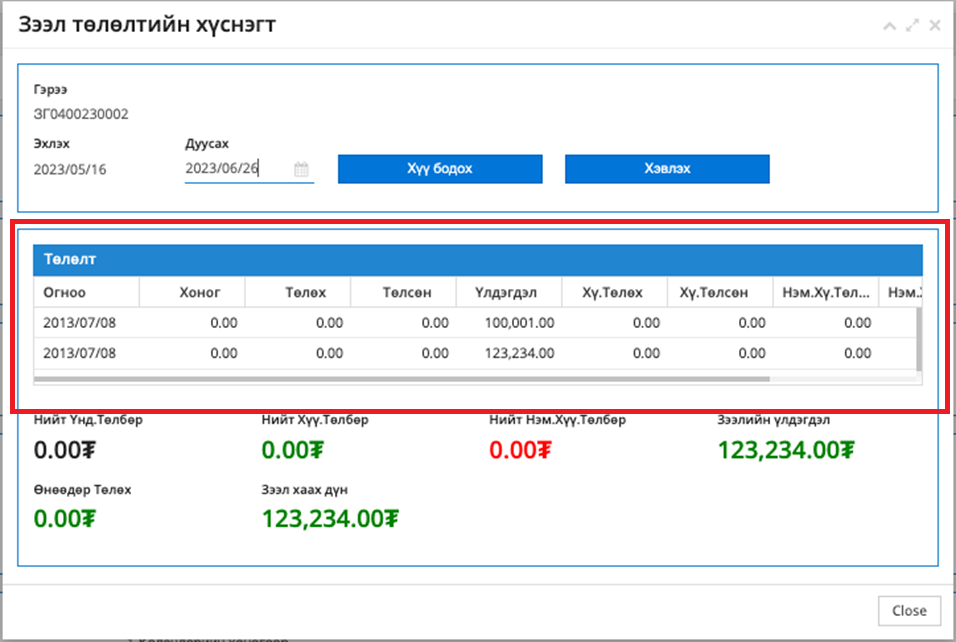 Зээл төлөлтийн хүснэгт
Гэрээ
ЗГ0400230002
Эхлэх Дуусах
2023/05/16 2023/06/26 Хүү бодох Хэвлэх
Төлөлт
Огноо Хоног Төлөх Төлсөн Үлдэгдэл Хү.Төлөх Хү.Төлсөн Нэм.Хү.Төл... Нэм.
2013/07/08 0.00 0.00 0.00 100,001.00 0.00 0.00 0.00
2013/07/08 0.00 0.00 0.00 123,234.00 0.00 0.00 0.00
Нийт Үнд.Төлбөр Нийт Хүү.Төлбөр Нийт Нэм.Хүү.Төлбөр Зээлийн үлдэгдэл
0.00₮ 0.00₮ 0.00₮ 123,234.00₮
Өнөөдөр Төлөх Зээл хаах дүн
0.00₮ 123,234.00₮
Close